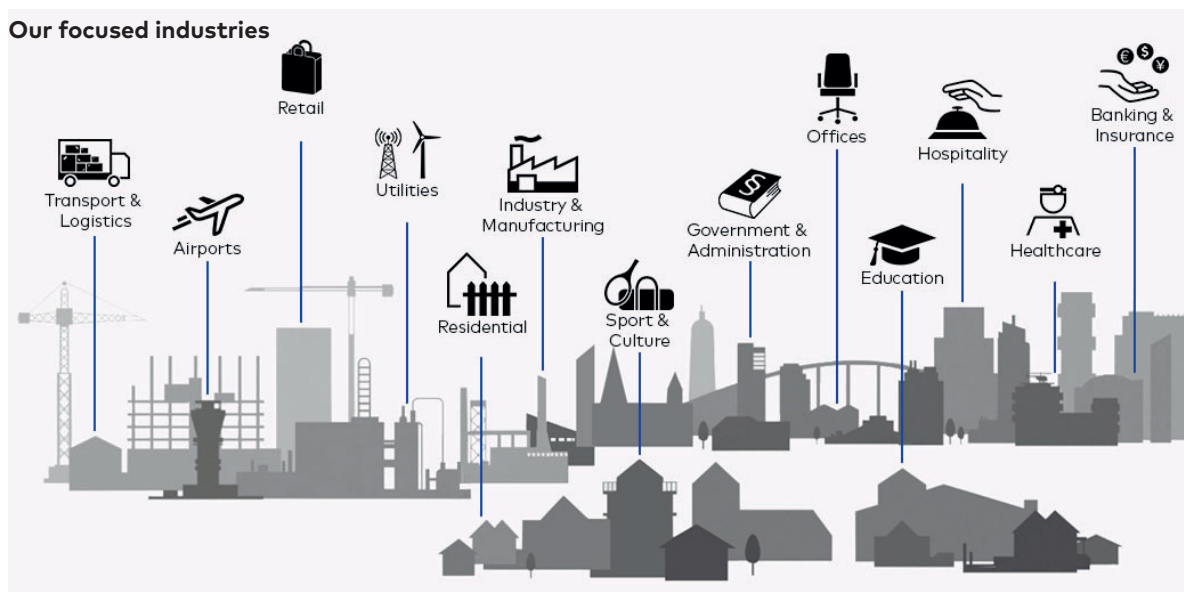 Our focused industries
Transport &
Logistics
Airports
Retail
Utilities
Residential
Industry &
Manufacturing
Sport &
Culture
Government &
Administration
Offices
Education
Hospitality
Healthcare
Banking &
Insurance
§
€
$
¥